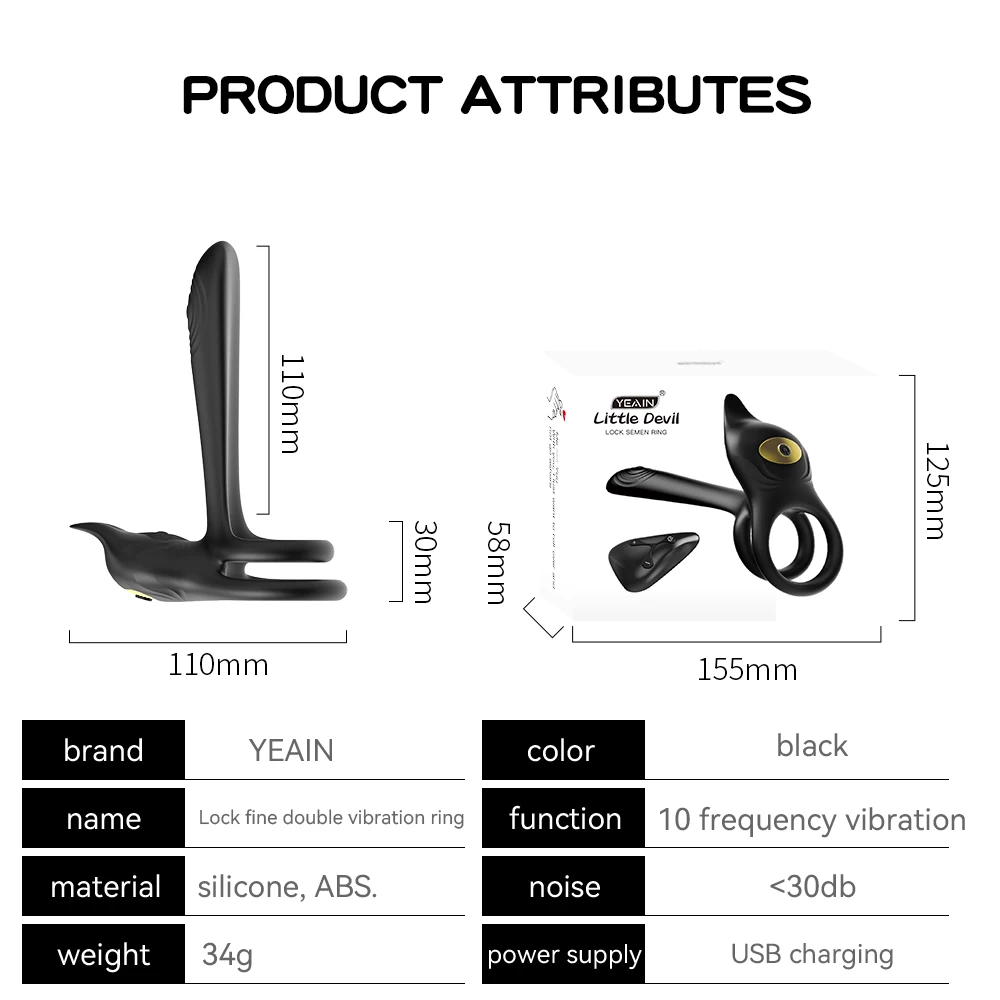 PRODUCT ATTRIBUTES
110mm
30mm
110mm
YEAIN®
Little Devil
LOCK SEMEN RING
125mm
58mm
155mm
brand YEAIN
name Lock fine double vibration ring
material silicone, ABS.
weight 34g
color black
function 10 frequency vibration
noise <30db
power supply USB charging